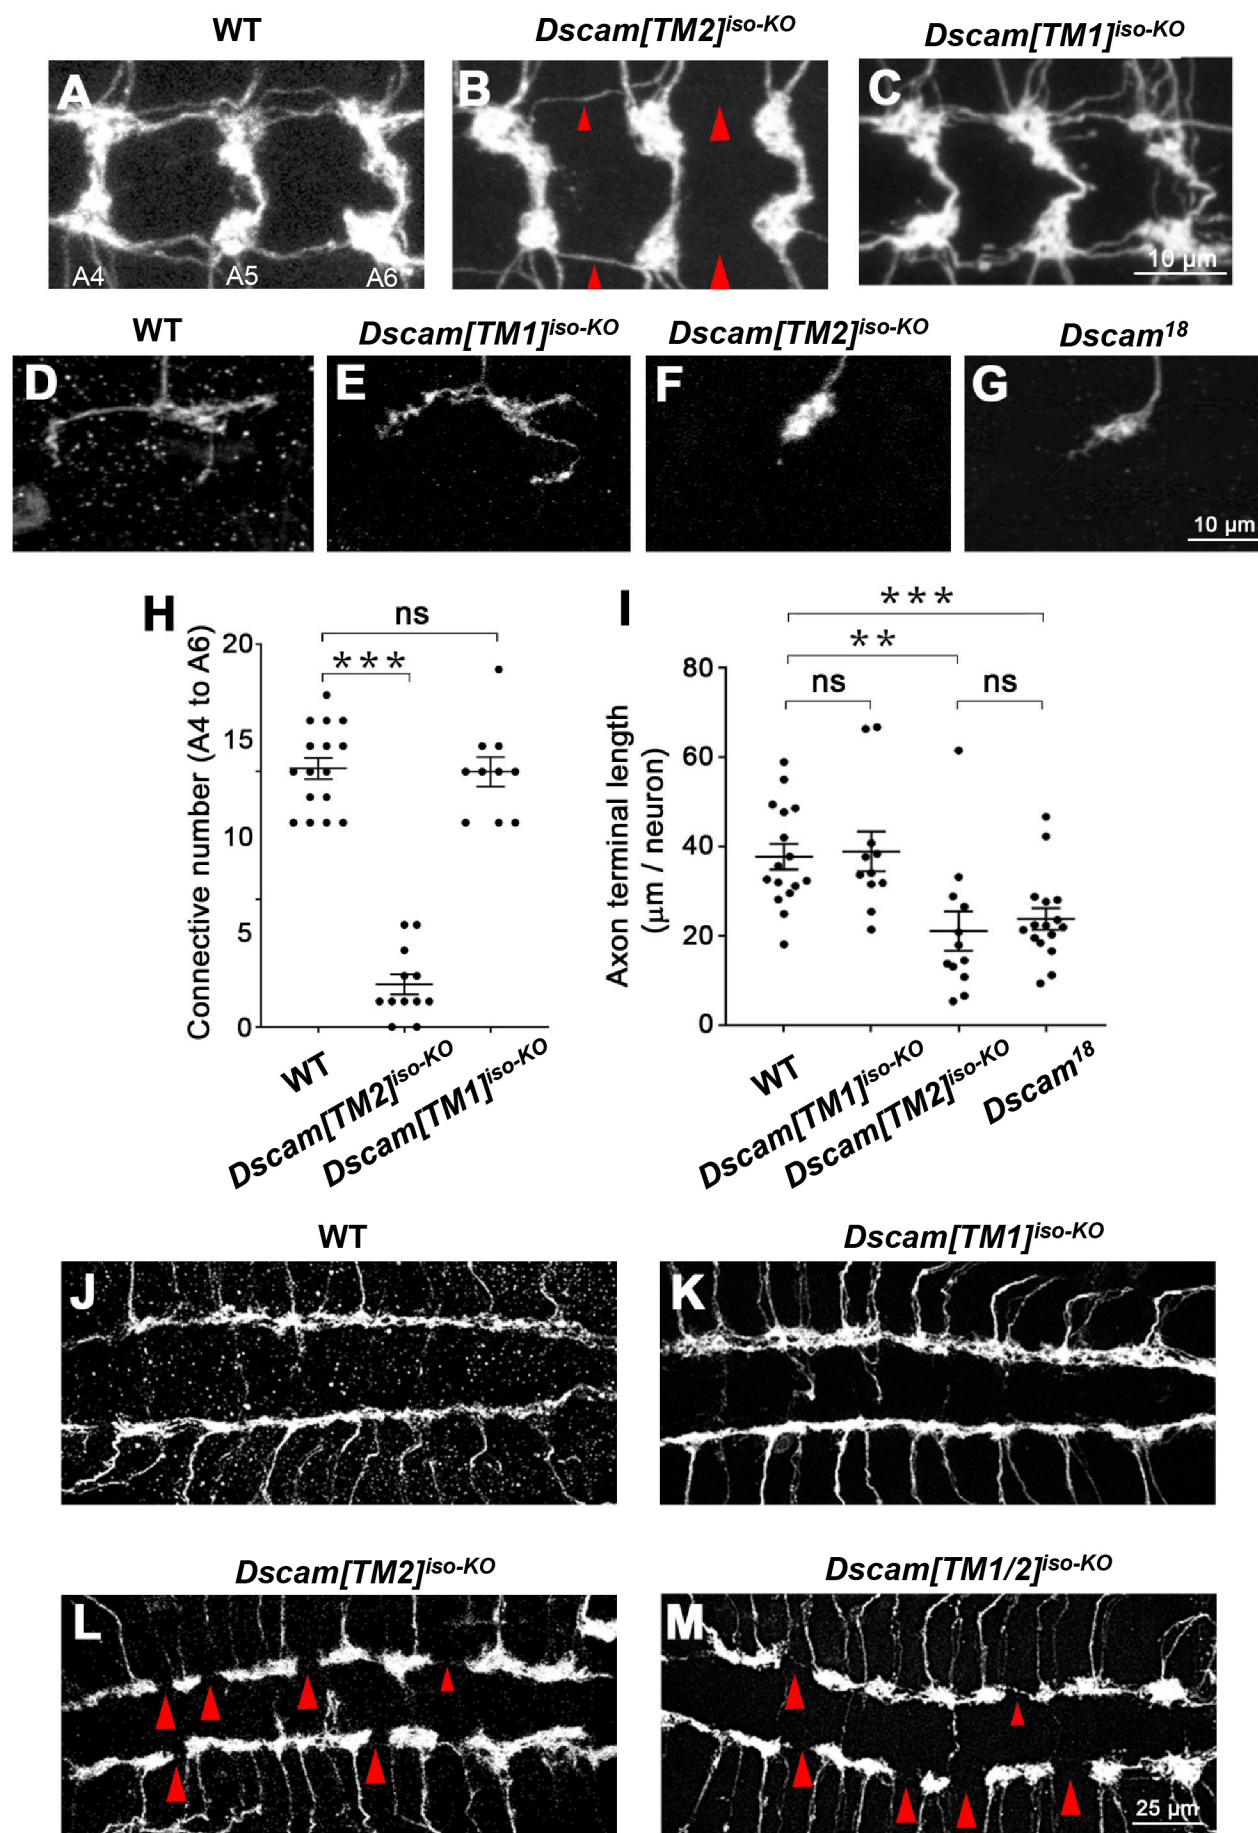 WT Dscam[TM2]iso-KO Dscam[TM1]iso-KO
A B C
A4 A5 A6 10 µm
WT Dscam[TM1]iso-KO Dscam[TM2]iso-KO Dscam18
D E F G
10 µm
H
ns
***
Connective number (A4 to A6)
20
15
10
5
0
WT
Dscam[TM2]iso-KO
Dscam[TM1]iso-KO
I
***
**
ns ns
Axon terminal length
(µm / neuron)
80
60
40
20
0
WT
Dscam[TM1]iso-KO
Dscam[TM2]iso-KO
Dscam18
WT Dscam[TM1]iso-KO
J K
Dscam[TM2]iso-KO Dscam[TM1/2]iso-KO
L M
25 µm